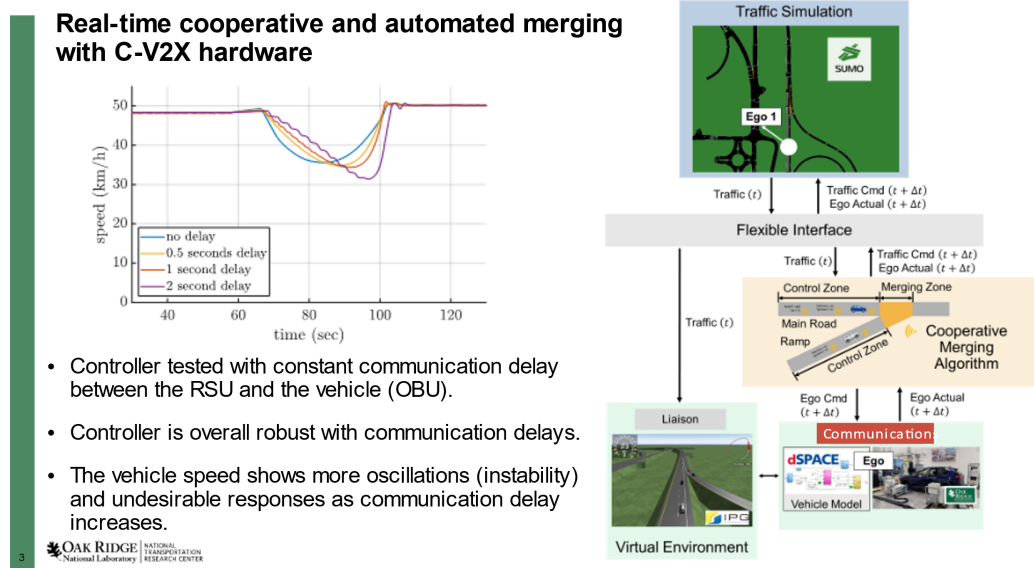 Real-time cooperative and automated merging
with C-V2X hardware
50
40
30
20
10
0
40
60
80
100
120
speed (km/h)
time (sec)
no delay
0.5 seconds delay
1 second delay
2 second delay
• Controller tested with constant communication delay
between the RSU and the vehicle (OBU).
• Controller is overall robust with communication delays.
• The vehicle speed shows more oscillations (instability)
and undesirable responses as communication delay
increases.
3
OAK RIDGE
National Laboratory
NATIONAL
TRANSPORTATION
RESEARCH CENTER
Traffic Simulation
SUMO
Ego 1
Traffic (t)
Traffic Cmd (t + Δt)
Ego Actual (t + Δt)
Flexible Interface
Traffic (t)
Traffic Cmd (t + Δt)
Ego Actual (t + Δt)
Traffic (t)
Control Zone
Merging Zone
Main Road
Ramp
Control Zone
Cooperative
Merging
Algorithm
Ego Cmd
(t + Δt)
Ego Actual
(t + Δt)
Communications
Liaison
IPG
Virtual Environment
dSPACE
Ego
Vehicle Model
OAK RIDGE